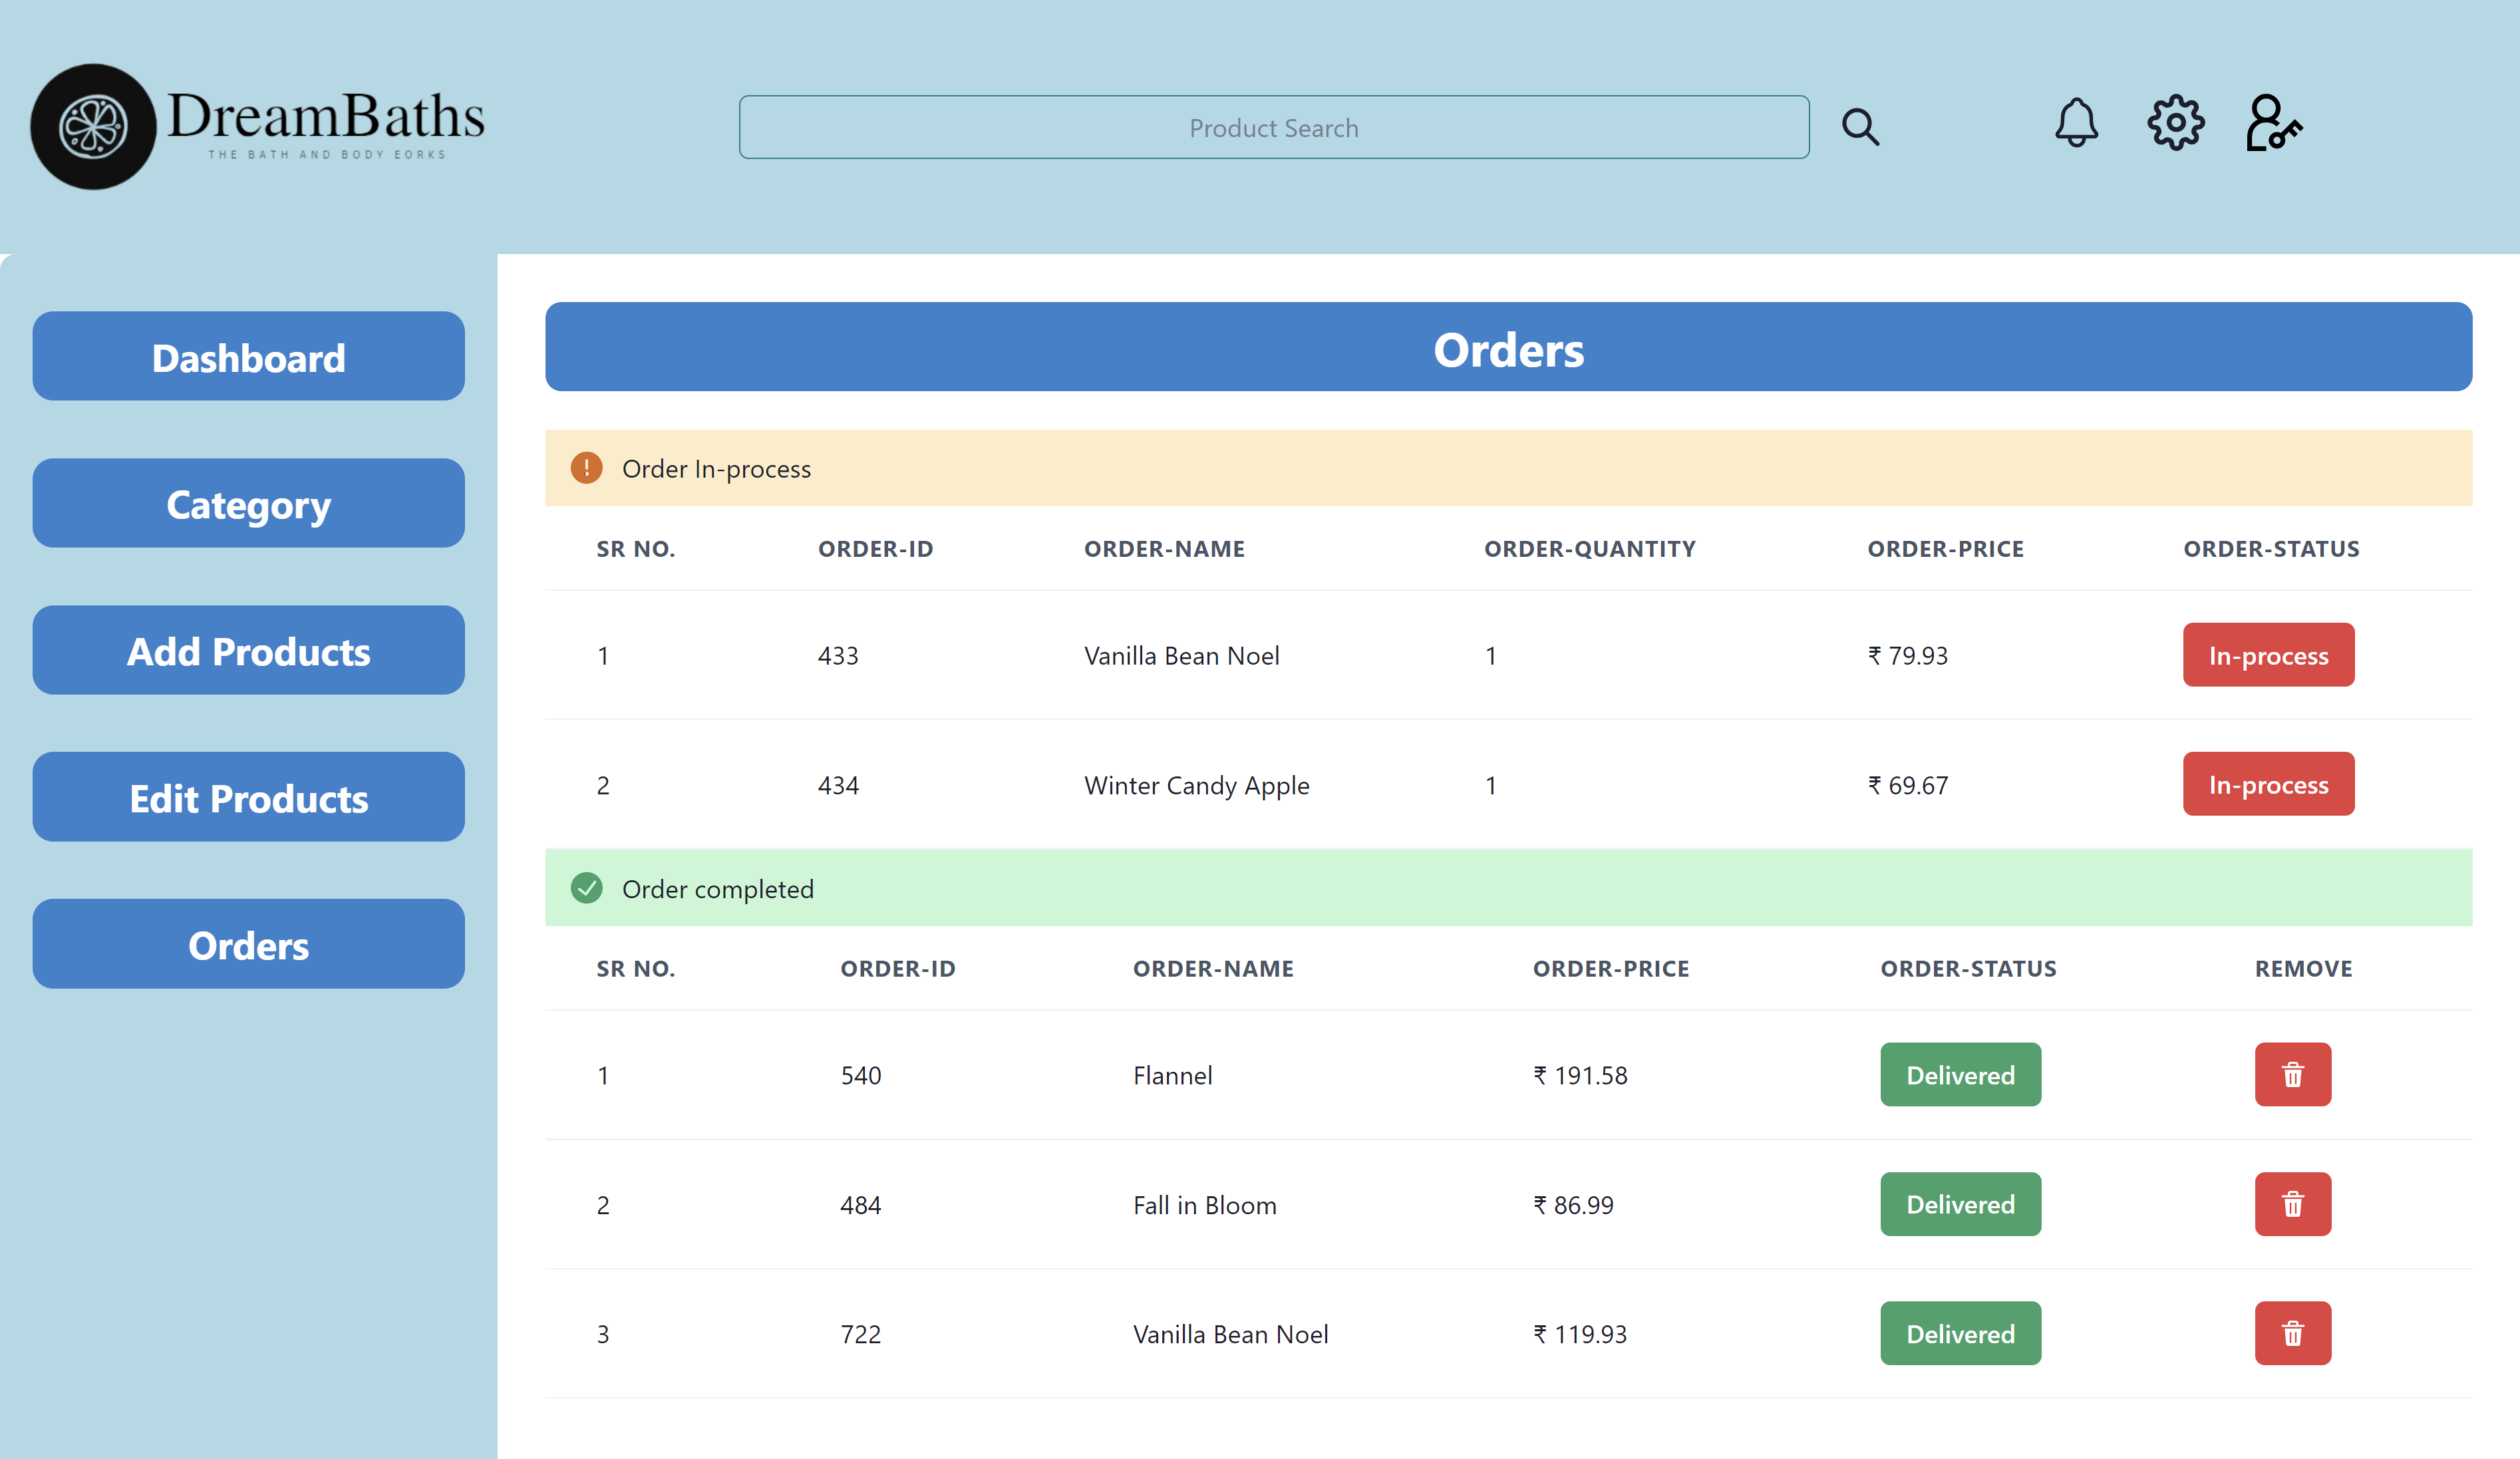 DreamBaths
THE BATH AND BODY EORKS
Product Search
Dashboard
Category
Add Products
Edit Products
Orders
Orders
Order In-process
SR NO. ORDER-ID ORDER-NAME ORDER-QUANTITY ORDER-PRICE ORDER-STATUS
1 433 Vanilla Bean Noel 1 ₹ 79.93 In-process
2 434 Winter Candy Apple 1 ₹ 69.67 In-process
Order completed
SR NO. ORDER-ID ORDER-NAME ORDER-PRICE ORDER-STATUS REMOVE
1 540 Flannel ₹ 191.58 Delivered
2 484 Fall in Bloom ₹ 86.99 Delivered
3 722 Vanilla Bean Noel ₹ 119.93 Delivered